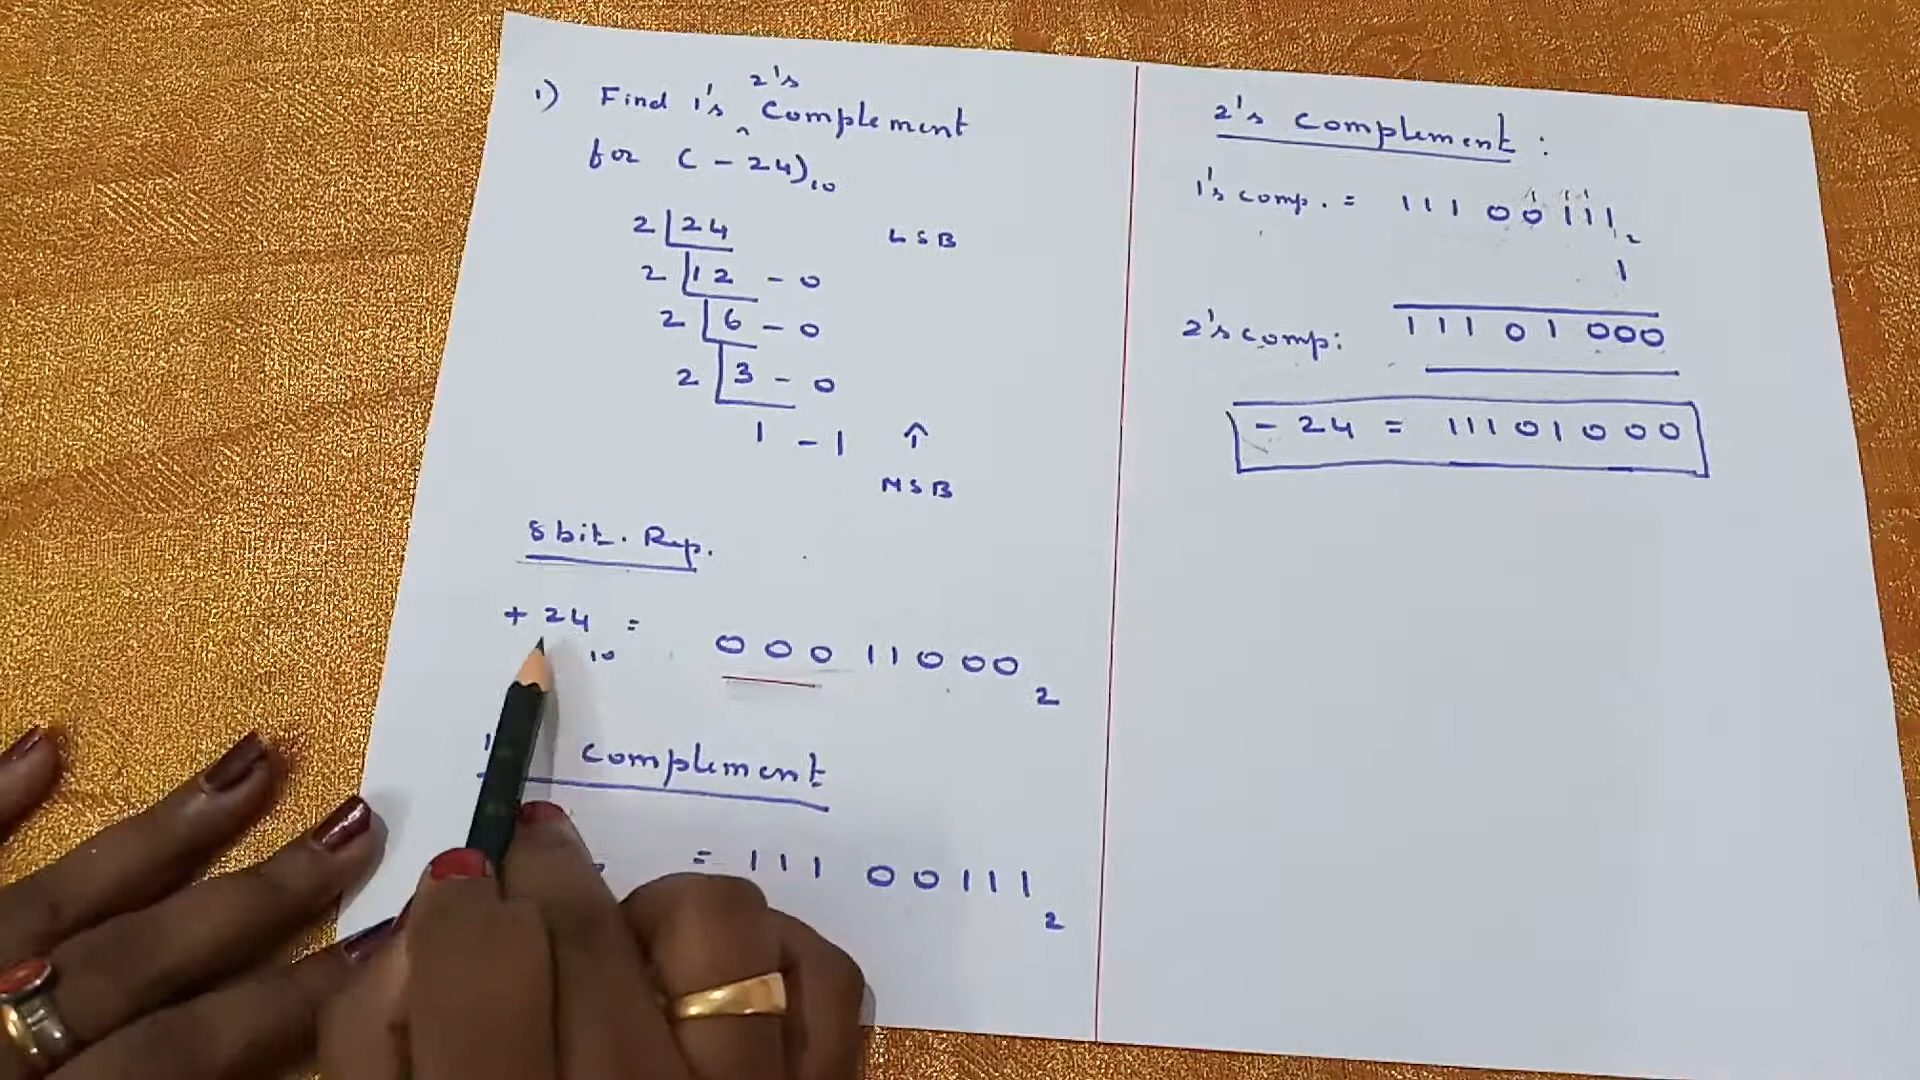 1) Find 1's ^ 2's Complement
for (-24)10
2 24 LSB
2 12 - 0
2 6 - 0
2 3 - 0
1 - 1 ↑
MSB
8 bit. Rep.
+ 24 10 = 000 11000 2
complement
= 111 00111 2
2's complement :
1's comp. = 111 00111 2
1
2's comp: 111 01 000
- 24 = 11101000